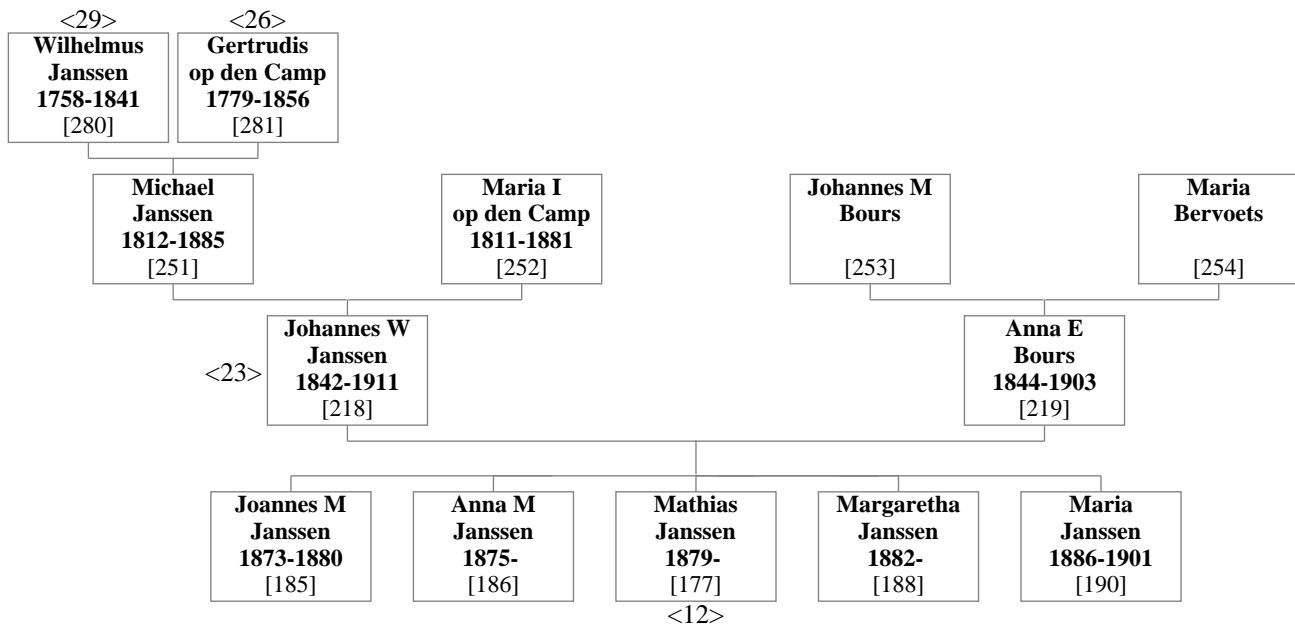 <29>
<26>
Wilhelmus
Janssen
1758-1841
[280]
Gertrudis
op den Camp
1779-1856
[281]
Michael
Janssen
1812-1885
[251]
Maria I
op den Camp
1811-1881
[252]
Johannes M
Bours
[253]
Maria
Bervoets
[254]
<23>
Johannes W
Janssen
1842-1911
[218]
Anna E
Bours
1844-1903
[219]
Joannes M
Janssen
1873-1880
[185]
Anna M
Janssen
1875-
[186]
Mathias
Janssen
1879-
[177]
<12>
Margaretha
Janssen
1882-
[188]
Maria
Janssen
1886-1901
[190]